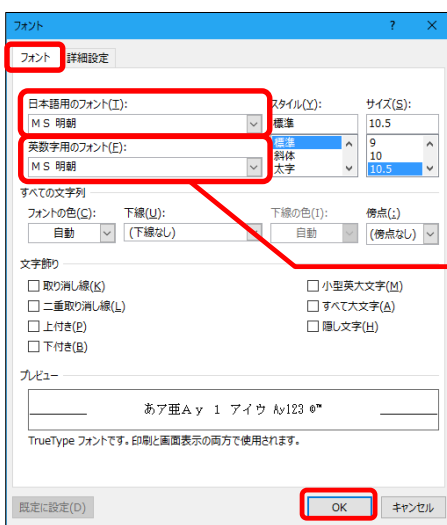 フォント ? ×
フォント 詳細設定
日本語用のフォント(T): スタイル(Y): サイズ(S):
ＭＳ 明朝 標準 10.5
英数字用のフォント(F): 標準 9
ＭＳ 明朝 斜体 10
太字 10.5
すべての文字列
フォントの色(C): 下線(U): 下線の色(I): 傍点(;)
自動 (下線なし) 自動 (傍点なし)
文字飾り
取り消し線(K) 小型英大文字(M)
二重取り消し線(L) すべて大文字(A)
上付き(P) 隠し文字(H)
下付き(B)
プレビュー
あア亜Ａｙ １ アイウ Ay123 @™
TrueType フォントです。印刷と画面表示の両方で使用されます。
既定に設定(D) OK キャンセル